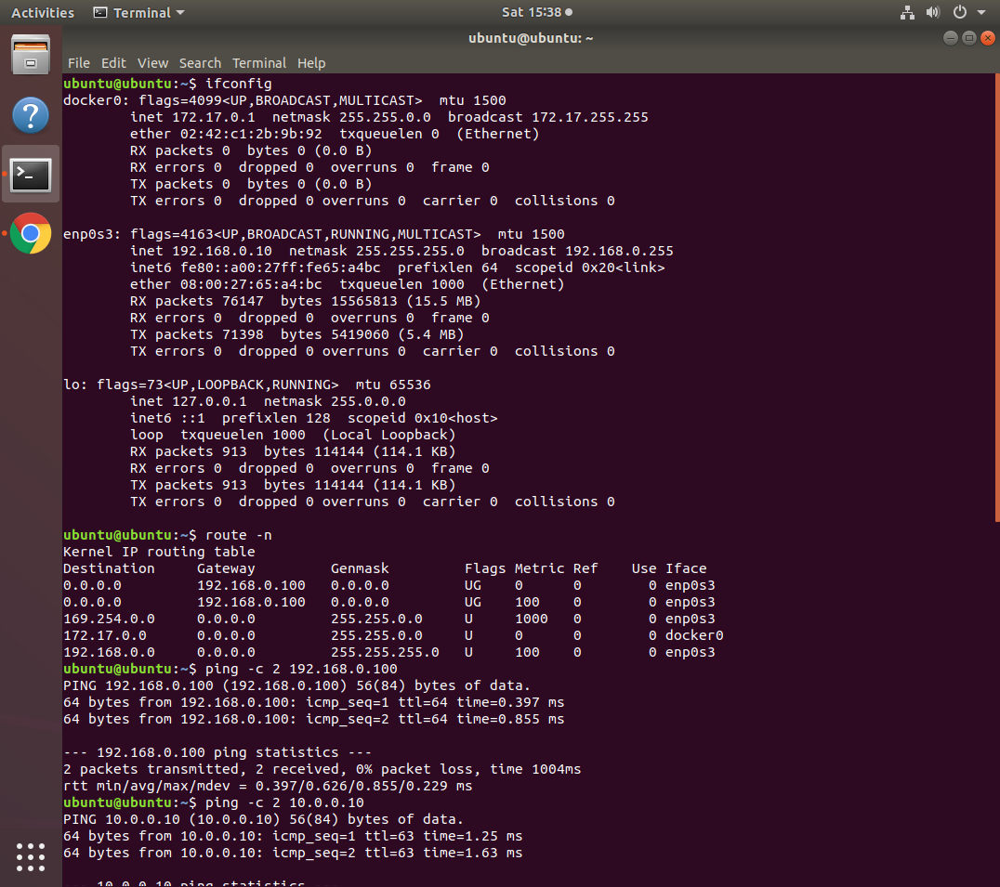 Activities Terminal Sat 15:38
ubuntu@ubuntu: ~
File Edit View Search Terminal Help
ubuntu@ubuntu:~$ ifconfig
docker0: flags=4099<UP,BROADCAST,MULTICAST>  mtu 1500
        inet 172.17.0.1  netmask 255.255.0.0  broadcast 172.17.255.255
        ether 02:42:c1:2b:9b:92  txqueuelen 0  (Ethernet)
        RX packets 0  bytes 0 (0.0 B)
        RX errors 0  dropped 0  overruns 0  frame 0
        TX packets 0  bytes 0 (0.0 B)
        TX errors 0  dropped 0 overruns 0  carrier 0  collisions 0

enp0s3: flags=4163<UP,BROADCAST,RUNNING,MULTICAST>  mtu 1500
        inet 192.168.0.10  netmask 255.255.255.0  broadcast 192.168.0.255
        inet6 fe80::a00:27ff:fe65:a4bc  prefixlen 64  scopeid 0x20<link>
        ether 08:00:27:65:a4:bc  txqueuelen 1000  (Ethernet)
        RX packets 76147  bytes 15565813 (15.5 MB)
        RX errors 0  dropped 0  overruns 0  frame 0
        TX packets 71398  bytes 5419060 (5.4 MB)
        TX errors 0  dropped 0 overruns 0  carrier 0  collisions 0

lo: flags=73<UP,LOOPBACK,RUNNING>  mtu 65536
        inet 127.0.0.1  netmask 255.0.0.0
        inet6 ::1  prefixlen 128  scopeid 0x10<host>
        loop  txqueuelen 1000  (Local Loopback)
        RX packets 913  bytes 114144 (114.1 KB)
        RX errors 0  dropped 0  overruns 0  frame 0
        TX packets 913  bytes 114144 (114.1 KB)
        TX errors 0  dropped 0 overruns 0  carrier 0  collisions 0

ubuntu@ubuntu:~$ route -n
Kernel IP routing table
Destination     Gateway         Genmask         Flags Metric Ref    Use Iface
0.0.0.0         192.168.0.100   0.0.0.0         UG    0      0        0 enp0s3
0.0.0.0         192.168.0.100   0.0.0.0         UG    100    0        0 enp0s3
169.254.0.0     0.0.0.0         255.255.0.0     U     1000   0        0 enp0s3
172.17.0.0      0.0.0.0         255.255.0.0     U     0      0        0 docker0
192.168.0.0     0.0.0.0         255.255.255.0   U     100    0        0 enp0s3
ubuntu@ubuntu:~$ ping -c 2 192.168.0.100
PING 192.168.0.100 (192.168.0.100) 56(84) bytes of data.
64 bytes from 192.168.0.100: icmp_seq=1 ttl=64 time=0.397 ms
64 bytes from 192.168.0.100: icmp_seq=2 ttl=64 time=0.855 ms

--- 192.168.0.100 ping statistics ---
2 packets transmitted, 2 received, 0% packet loss, time 1004ms
rtt min/avg/max/mdev = 0.397/0.626/0.855/0.229 ms
ubuntu@ubuntu:~$ ping -c 2 10.0.0.10
PING 10.0.0.10 (10.0.0.10) 56(84) bytes of data.
64 bytes from 10.0.0.10: icmp_seq=1 ttl=63 time=1.25 ms
64 bytes from 10.0.0.10: icmp_seq=2 ttl=63 time=1.63 ms

10.0.0.10 ping statistics